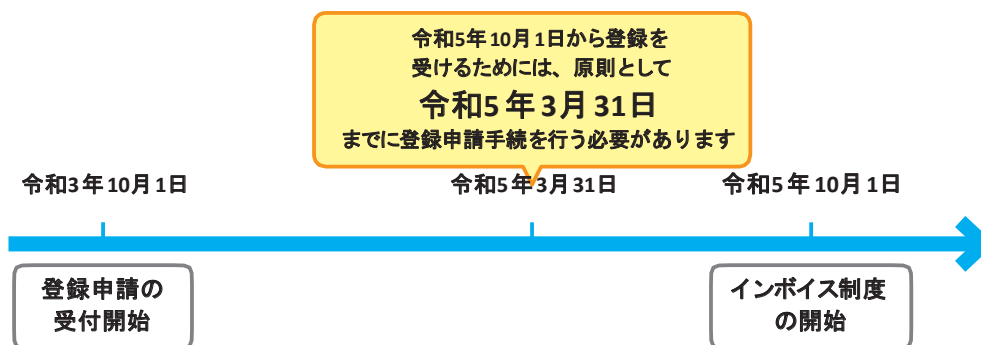 令和5年10月1日から登録を
受けるためには、原則として
令和5年3月31日
までに登録申請手続を行う必要があります
令和3年10月1日
令和5年3月31日
令和5年10月1日
登録申請の
受付開始
インボイス制度
の開始